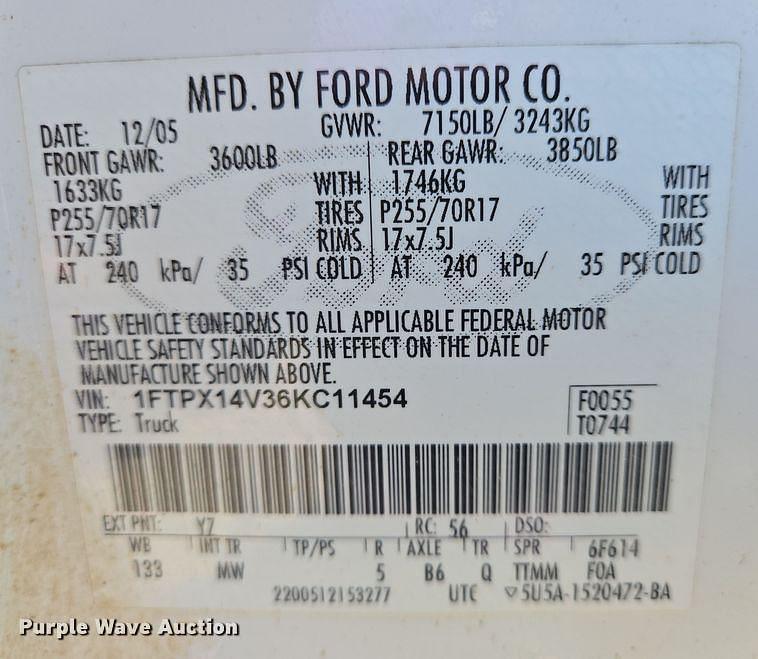 MFD. BY FORD MOTOR CO.
DATE: 12/05 GVWR: 7150LB/ 3243KG
FRONT GAWR: 3600LB REAR GAWR: 3850LB
1633KG WITH 1746KG WITH
P255/70R17 TIRES P255/70R17 TIRES
17x7.5J RIMS 17x7.5J RIMS
AT 240 kPa/ 35 PSI COLD AT 240 kPa/ 35 PSI COLD
Ford
THIS VEHICLE CONFORMS TO ALL APPLICABLE FEDERAL MOTOR
VEHICLE SAFETY STANDARDS IN EFFECT ON THE DATE OF
MANUFACTURE SHOWN ABOVE.
VIN: 1FTPX14V36KC11454 F0055
TYPE: Truck T0744
EXT PNT: YZ RC: 56 DSO:
WB INT TR TP/PS R AXLE TR SPR 6F614
133 MW 5 B6 Q TTMM FOA
2200512153277 UTC ▽5U5A-1520472-BA
Purple Wave Auction